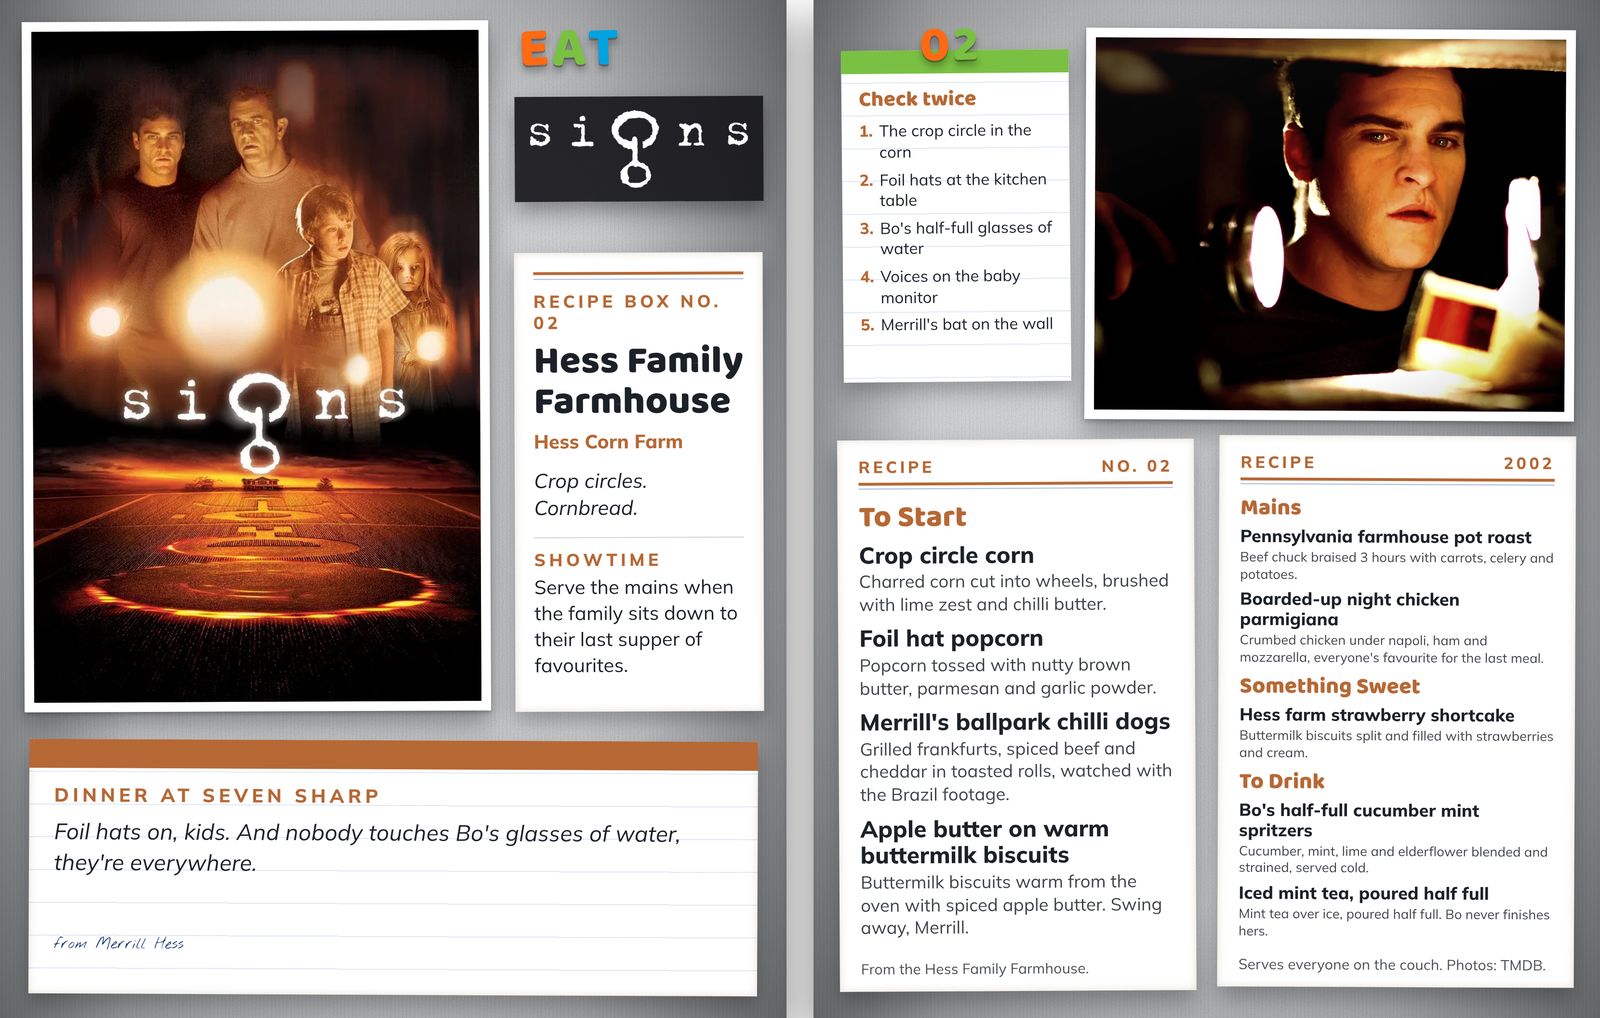 EAT
signs
signs
RECIPE BOX NO.
02
Hess Family
Farmhouse
Hess Corn Farm
Crop circles.
Cornbread.
SHOWTIME
Serve the mains when
the family sits down to
their last supper of
favourites.
DINNER AT SEVEN SHARP
Foil hats on, kids. And nobody touches Bo's glasses of water,
they're everywhere.
from Merrill Hess
02
Check twice
1. The crop circle in the
corn
2. Foil hats at the kitchen
table
3. Bo's half-full glasses of
water
4. Voices on the baby
monitor
5. Merrill's bat on the wall
RECIPE NO. 02
To Start
Crop circle corn
Charred corn cut into wheels, brushed
with lime zest and chilli butter.
Foil hat popcorn
Popcorn tossed with nutty brown
butter, parmesan and garlic powder.
Merrill's ballpark chilli dogs
Grilled frankfurts, spiced beef and
cheddar in toasted rolls, watched with
the Brazil footage.
Apple butter on warm
buttermilk biscuits
Buttermilk biscuits warm from the
oven with spiced apple butter. Swing
away, Merrill.
From the Hess Family Farmhouse.
RECIPE 2002
Mains
Pennsylvania farmhouse pot roast
Beef chuck braised 3 hours with carrots, celery and
potatoes.
Boarded-up night chicken
parmigiana
Crumbed chicken under napoli, ham and
mozzarella, everyone's favourite for the last meal.
Something Sweet
Hess farm strawberry shortcake
Buttermilk biscuits split and filled with strawberries
and cream.
To Drink
Bo's half-full cucumber mint
spritzers
Cucumber, mint, lime and elderflower blended and
strained, served cold.
Iced mint tea, poured half full
Mint tea over ice, poured half full. Bo never finishes
hers.
Serves everyone on the couch. Photos: TMDB.